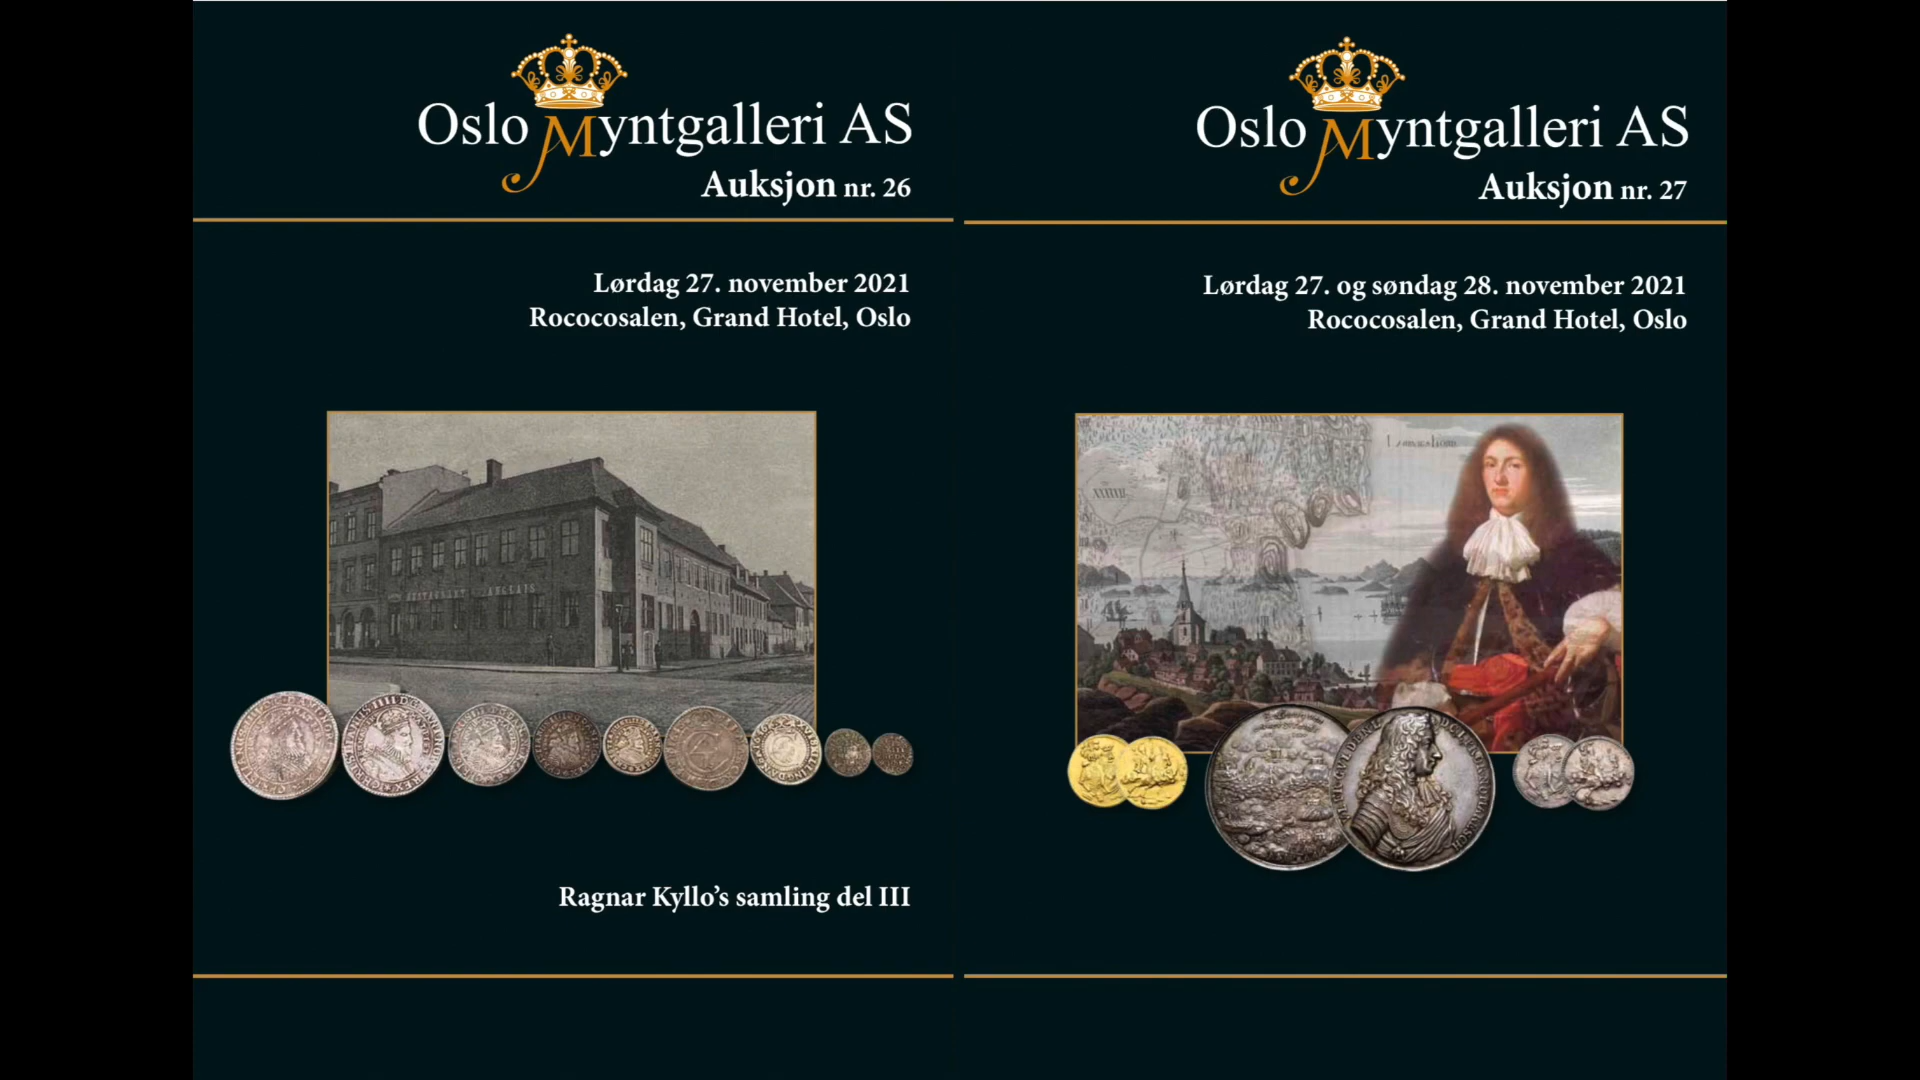 Oslo Myntgalleri AS
Auksjon nr. 26
Lørdag 27. november 2021
Rococosalen, Grand Hotel, Oslo
Ragnar Kyllo’s samling del III
Oslo Myntgalleri AS
Auksjon nr. 27
Lørdag 27. og søndag 28. november 2021
Rococosalen, Grand Hotel, Oslo